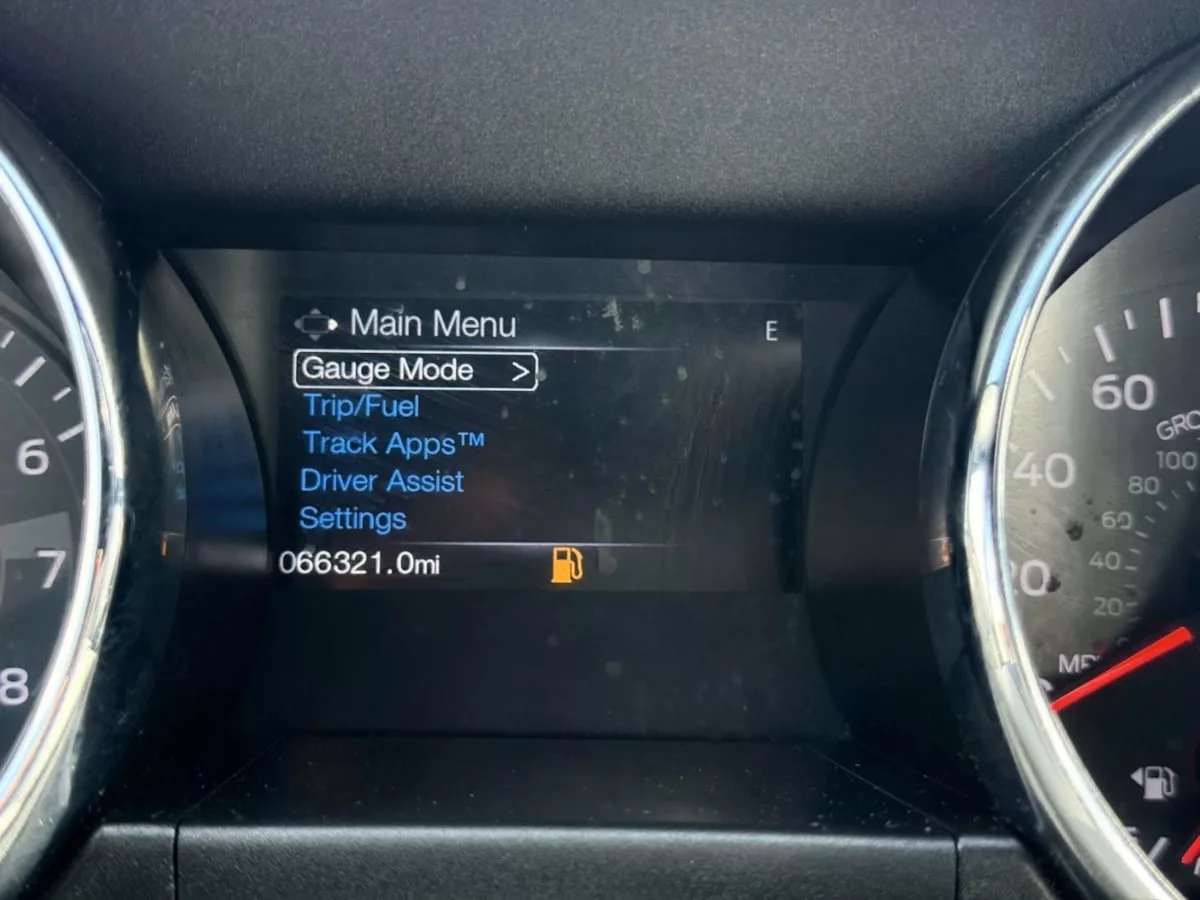 Main Menu
E
Gauge Mode >
Trip/Fuel
Track Apps™
Driver Assist
Settings
066321.0mi
6
7
8
60
40
20
100
80
60
40
20